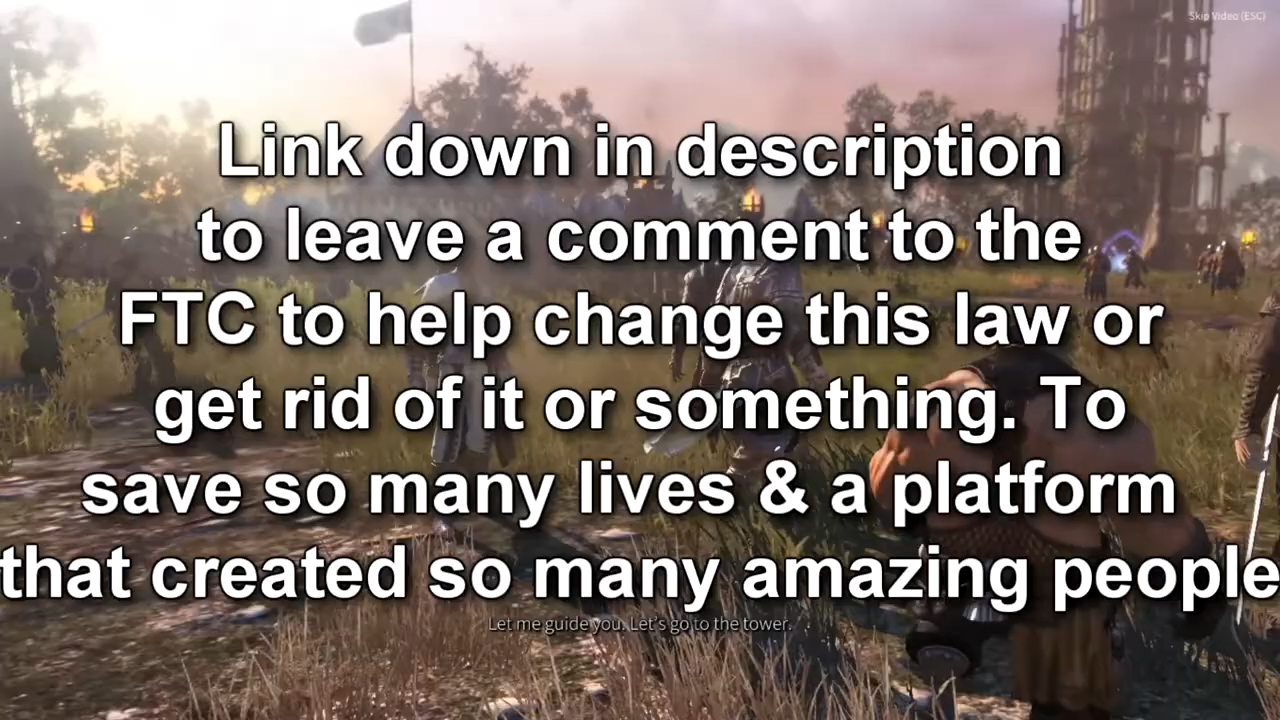 Skip Video (ESC)
Link down in description
to leave a comment to the
FTC to help change this law or
get rid of it or something. To
save so many lives & a platform
that created so many amazing people
Let me guide you. Let's go to the tower.